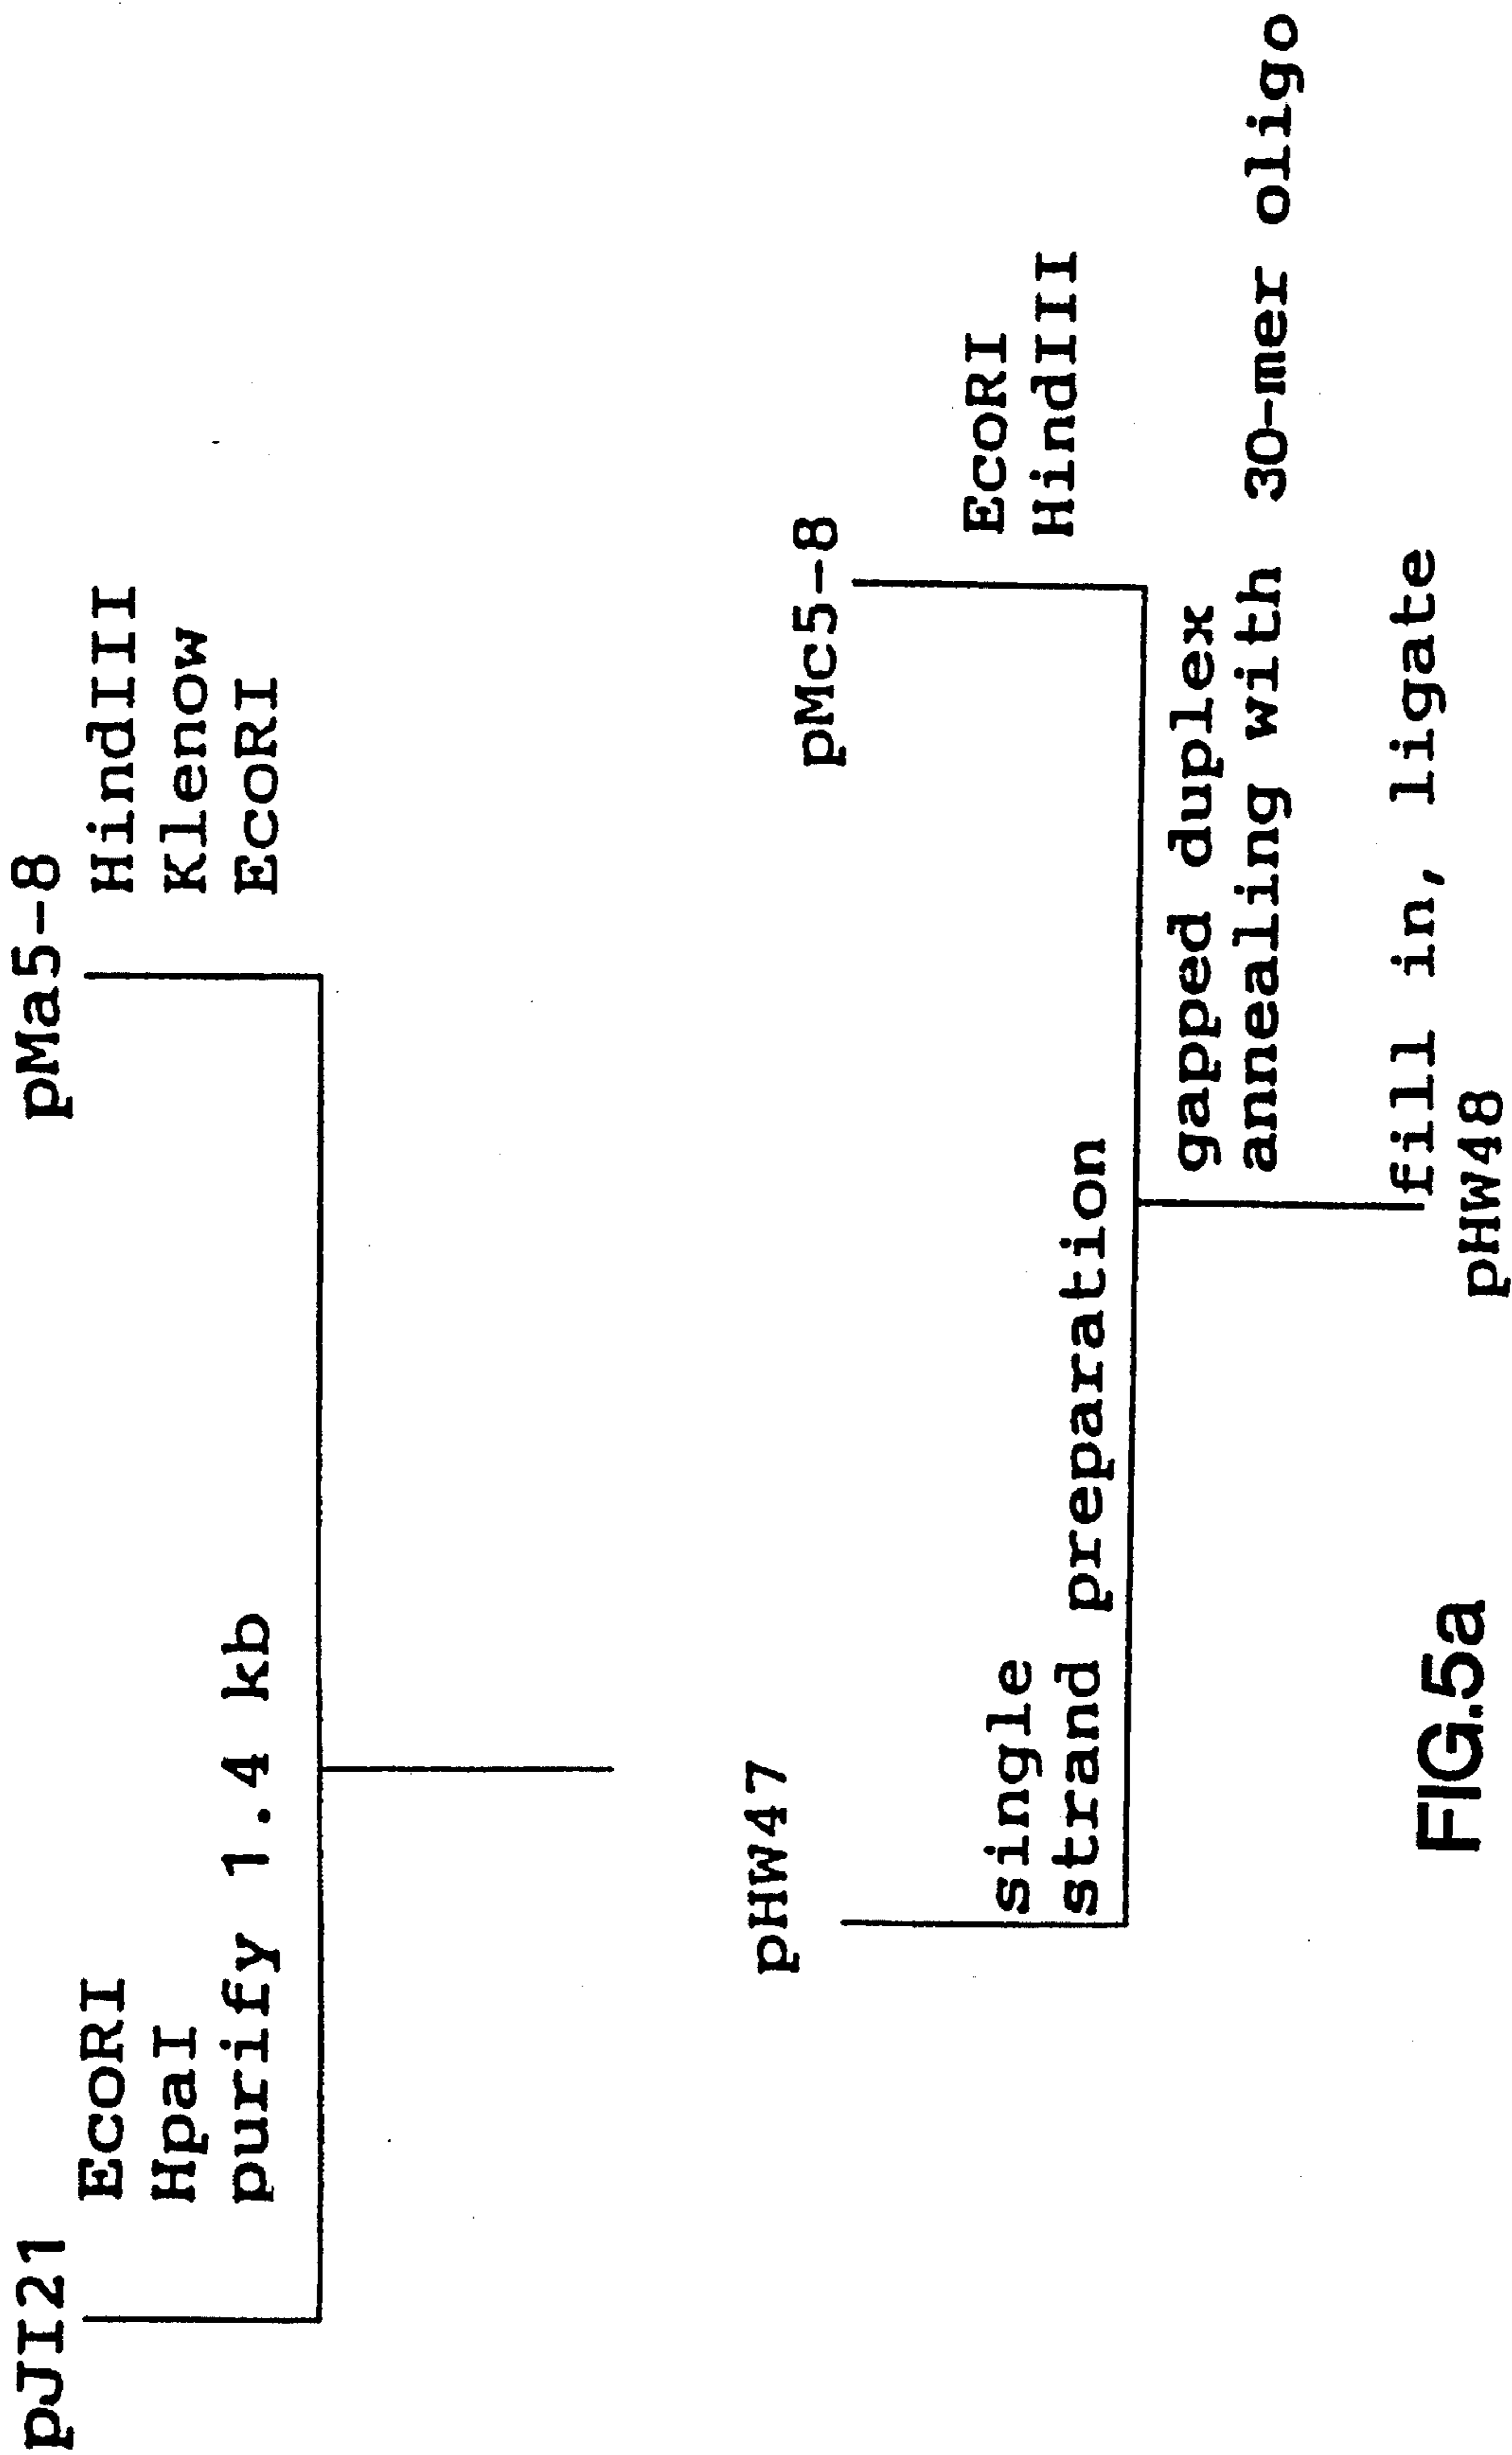 pJI21
EcoRI
HpaI
purify 1.4 kb
pMa5-8
HindIII
Klenow
EcoRI
pHW47
single
strand preparation
pMc5-8
EcoRI
HindIII
gapped duplex
annealing with 30-mer oligo
fill in, ligate
pHW48
FIG.5a